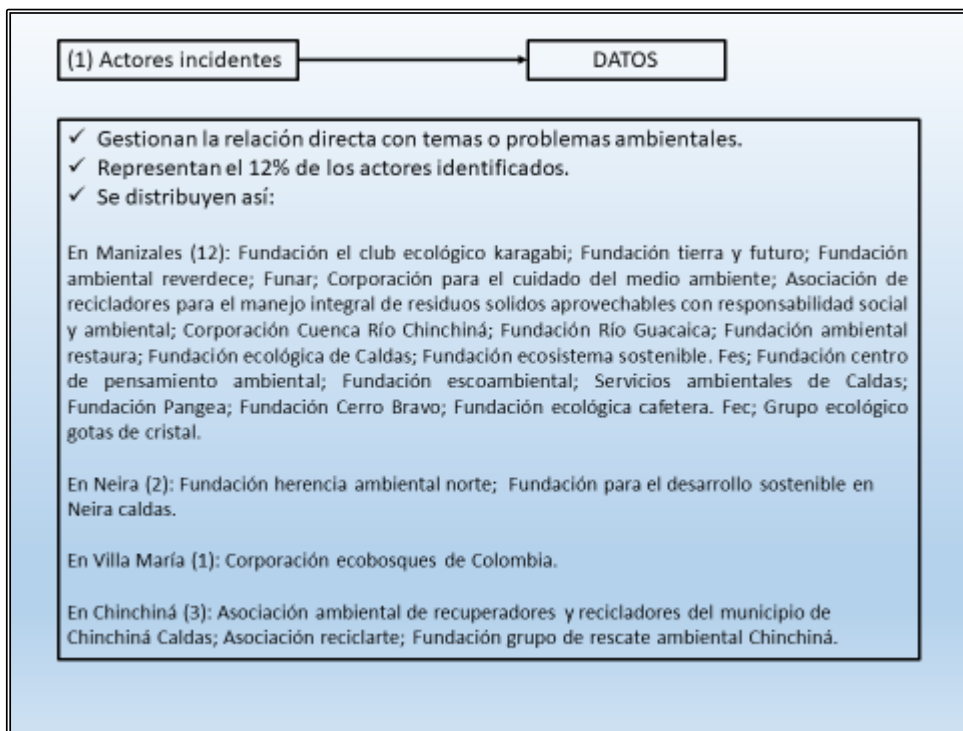 (1) Actores incidentes
DATOS
✓ Gestionan la relación directa con temas o problemas ambientales.
✓ Representan el 12% de los actores identificados.
✓ Se distribuyen así:
En Manizales (12): Fundación el club ecológico karagabi; Fundación tierra y futuro; Fundación
ambiental reverdece; Funar; Corporación para el cuidado del medio ambiente; Asociación de
recicladores para el manejo integral de residuos solidos aprovechables con responsabilidad social
y ambiental; Corporación Cuenca Río Chinchiná; Fundación Río Guacaica; Fundación ambiental
restaura; Fundación ecológica de Caldas; Fundación ecosistema sostenible. Fes; Fundación centro
de pensamiento ambiental; Fundación escoambiental; Servicios ambientales de Caldas;
Fundación Pangea; Fundación Cerro Bravo; Fundación ecológica cafetera. Fec; Grupo ecológico
gotas de cristal.
En Neira (2): Fundación herencia ambiental norte; Fundación para el desarrollo sostenible en
Neira caldas.
En Villa María (1): Corporación ecobosques de Colombia.
En Chinchiná (3): Asociación ambiental de recuperadores y recicladores del municipio de
Chinchiná Caldas; Asociación reciclarte; Fundación grupo de rescate ambiental Chinchiná.